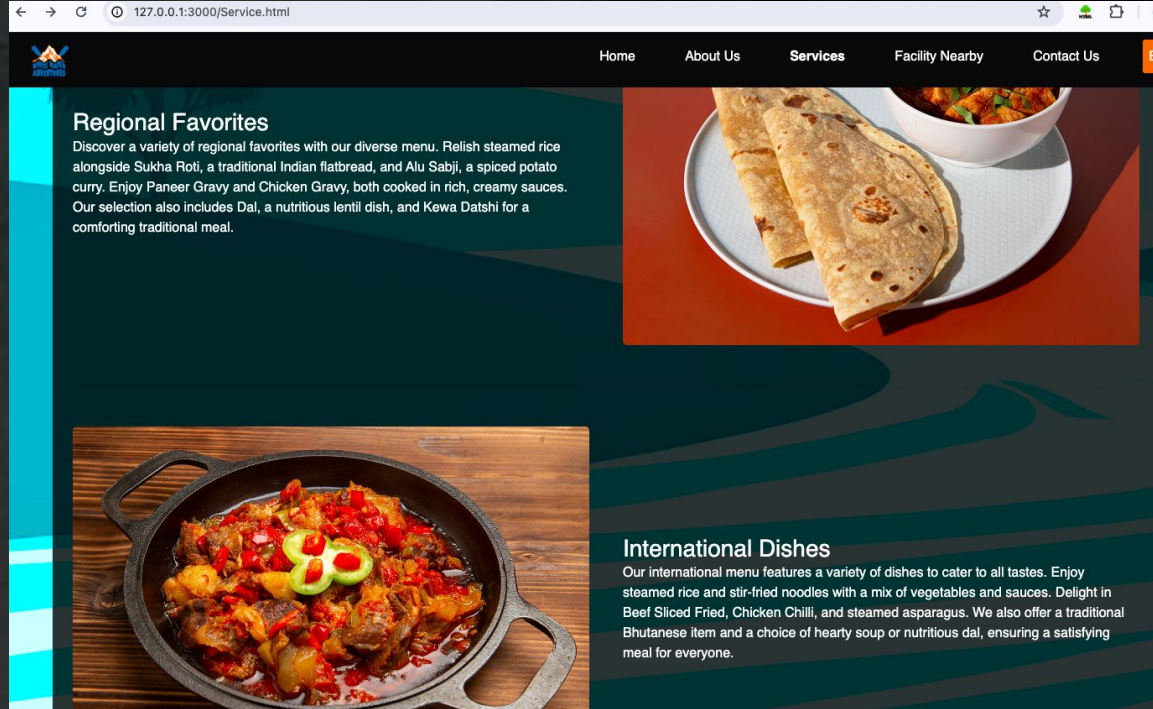 127.0.0.1:3000/Service.html
WHITE WATER
ADVENTURES
Home About Us Services Facility Nearby Contact Us
Regional Favorites
Discover a variety of regional favorites with our diverse menu. Relish steamed rice
alongside Sukha Roti, a traditional Indian flatbread, and Alu Sabji, a spiced potato
curry. Enjoy Paneer Gravy and Chicken Gravy, both cooked in rich, creamy sauces.
Our selection also includes Dal, a nutritious lentil dish, and Kewa Datshi for a
comforting traditional meal.
International Dishes
Our international menu features a variety of dishes to cater to all tastes. Enjoy
steamed rice and stir-fried noodles with a mix of vegetables and sauces. Delight in
Beef Sliced Fried, Chicken Chilli, and steamed asparagus. We also offer a traditional
Bhutanese item and a choice of hearty soup or nutritious dal, ensuring a satisfying
meal for everyone.